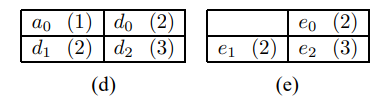 a₀ (1) d₀ (2) e₀ (2)
d₁ (2) d₂ (3) e₁ (2) e₂ (3)
(d) (e)